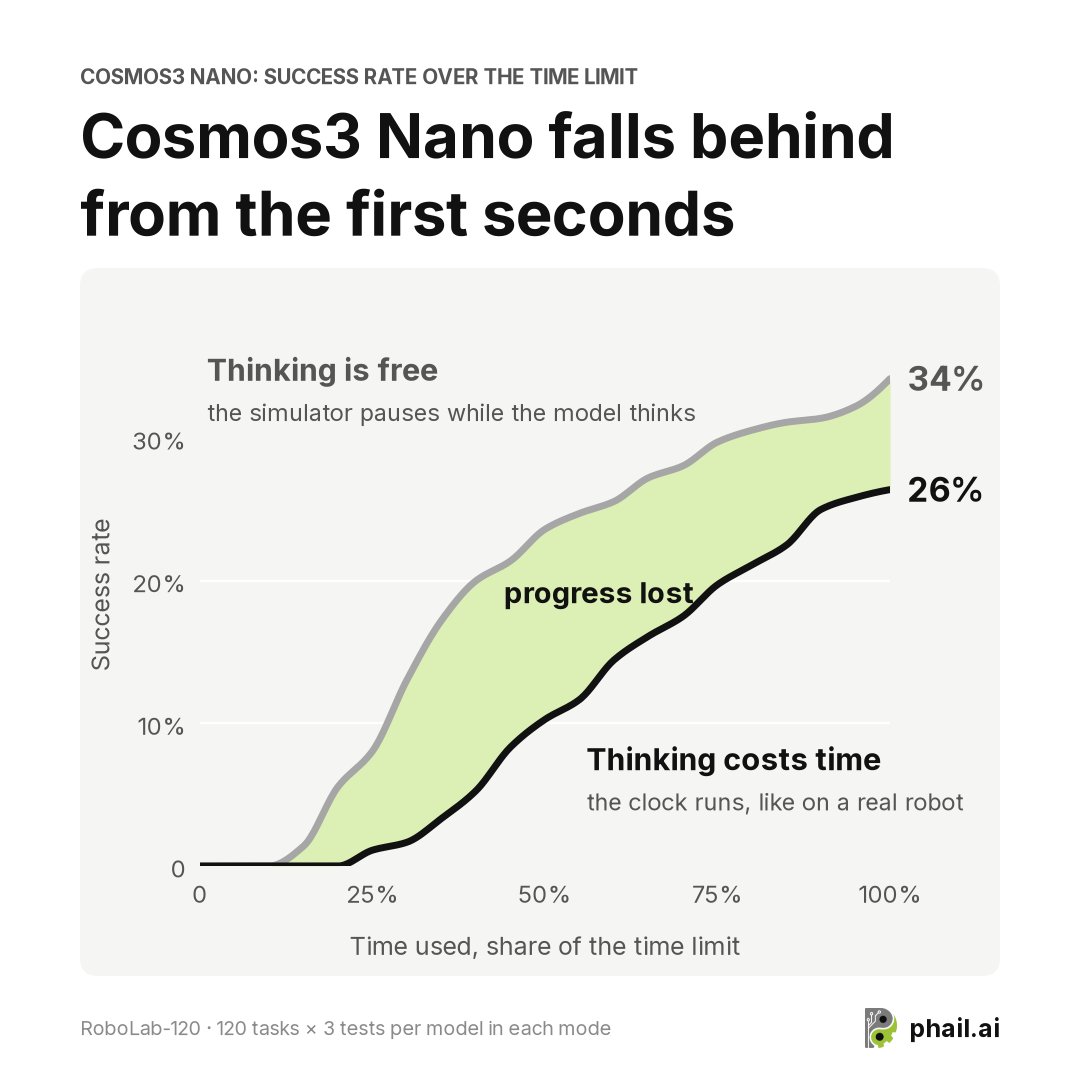 COSMOS3 NANO: SUCCESS RATE OVER THE TIME LIMIT
Cosmos3 Nano falls behind
from the first seconds
Thinking is free
the simulator pauses while the model thinks
34%
30%
26%
Success rate
20%
progress lost
10%
Thinking costs time
the clock runs, like on a real robot
0
0 25% 50% 75% 100%
Time used, share of the time limit
RoboLab-120 · 120 tasks × 3 tests per model in each mode
phail.ai